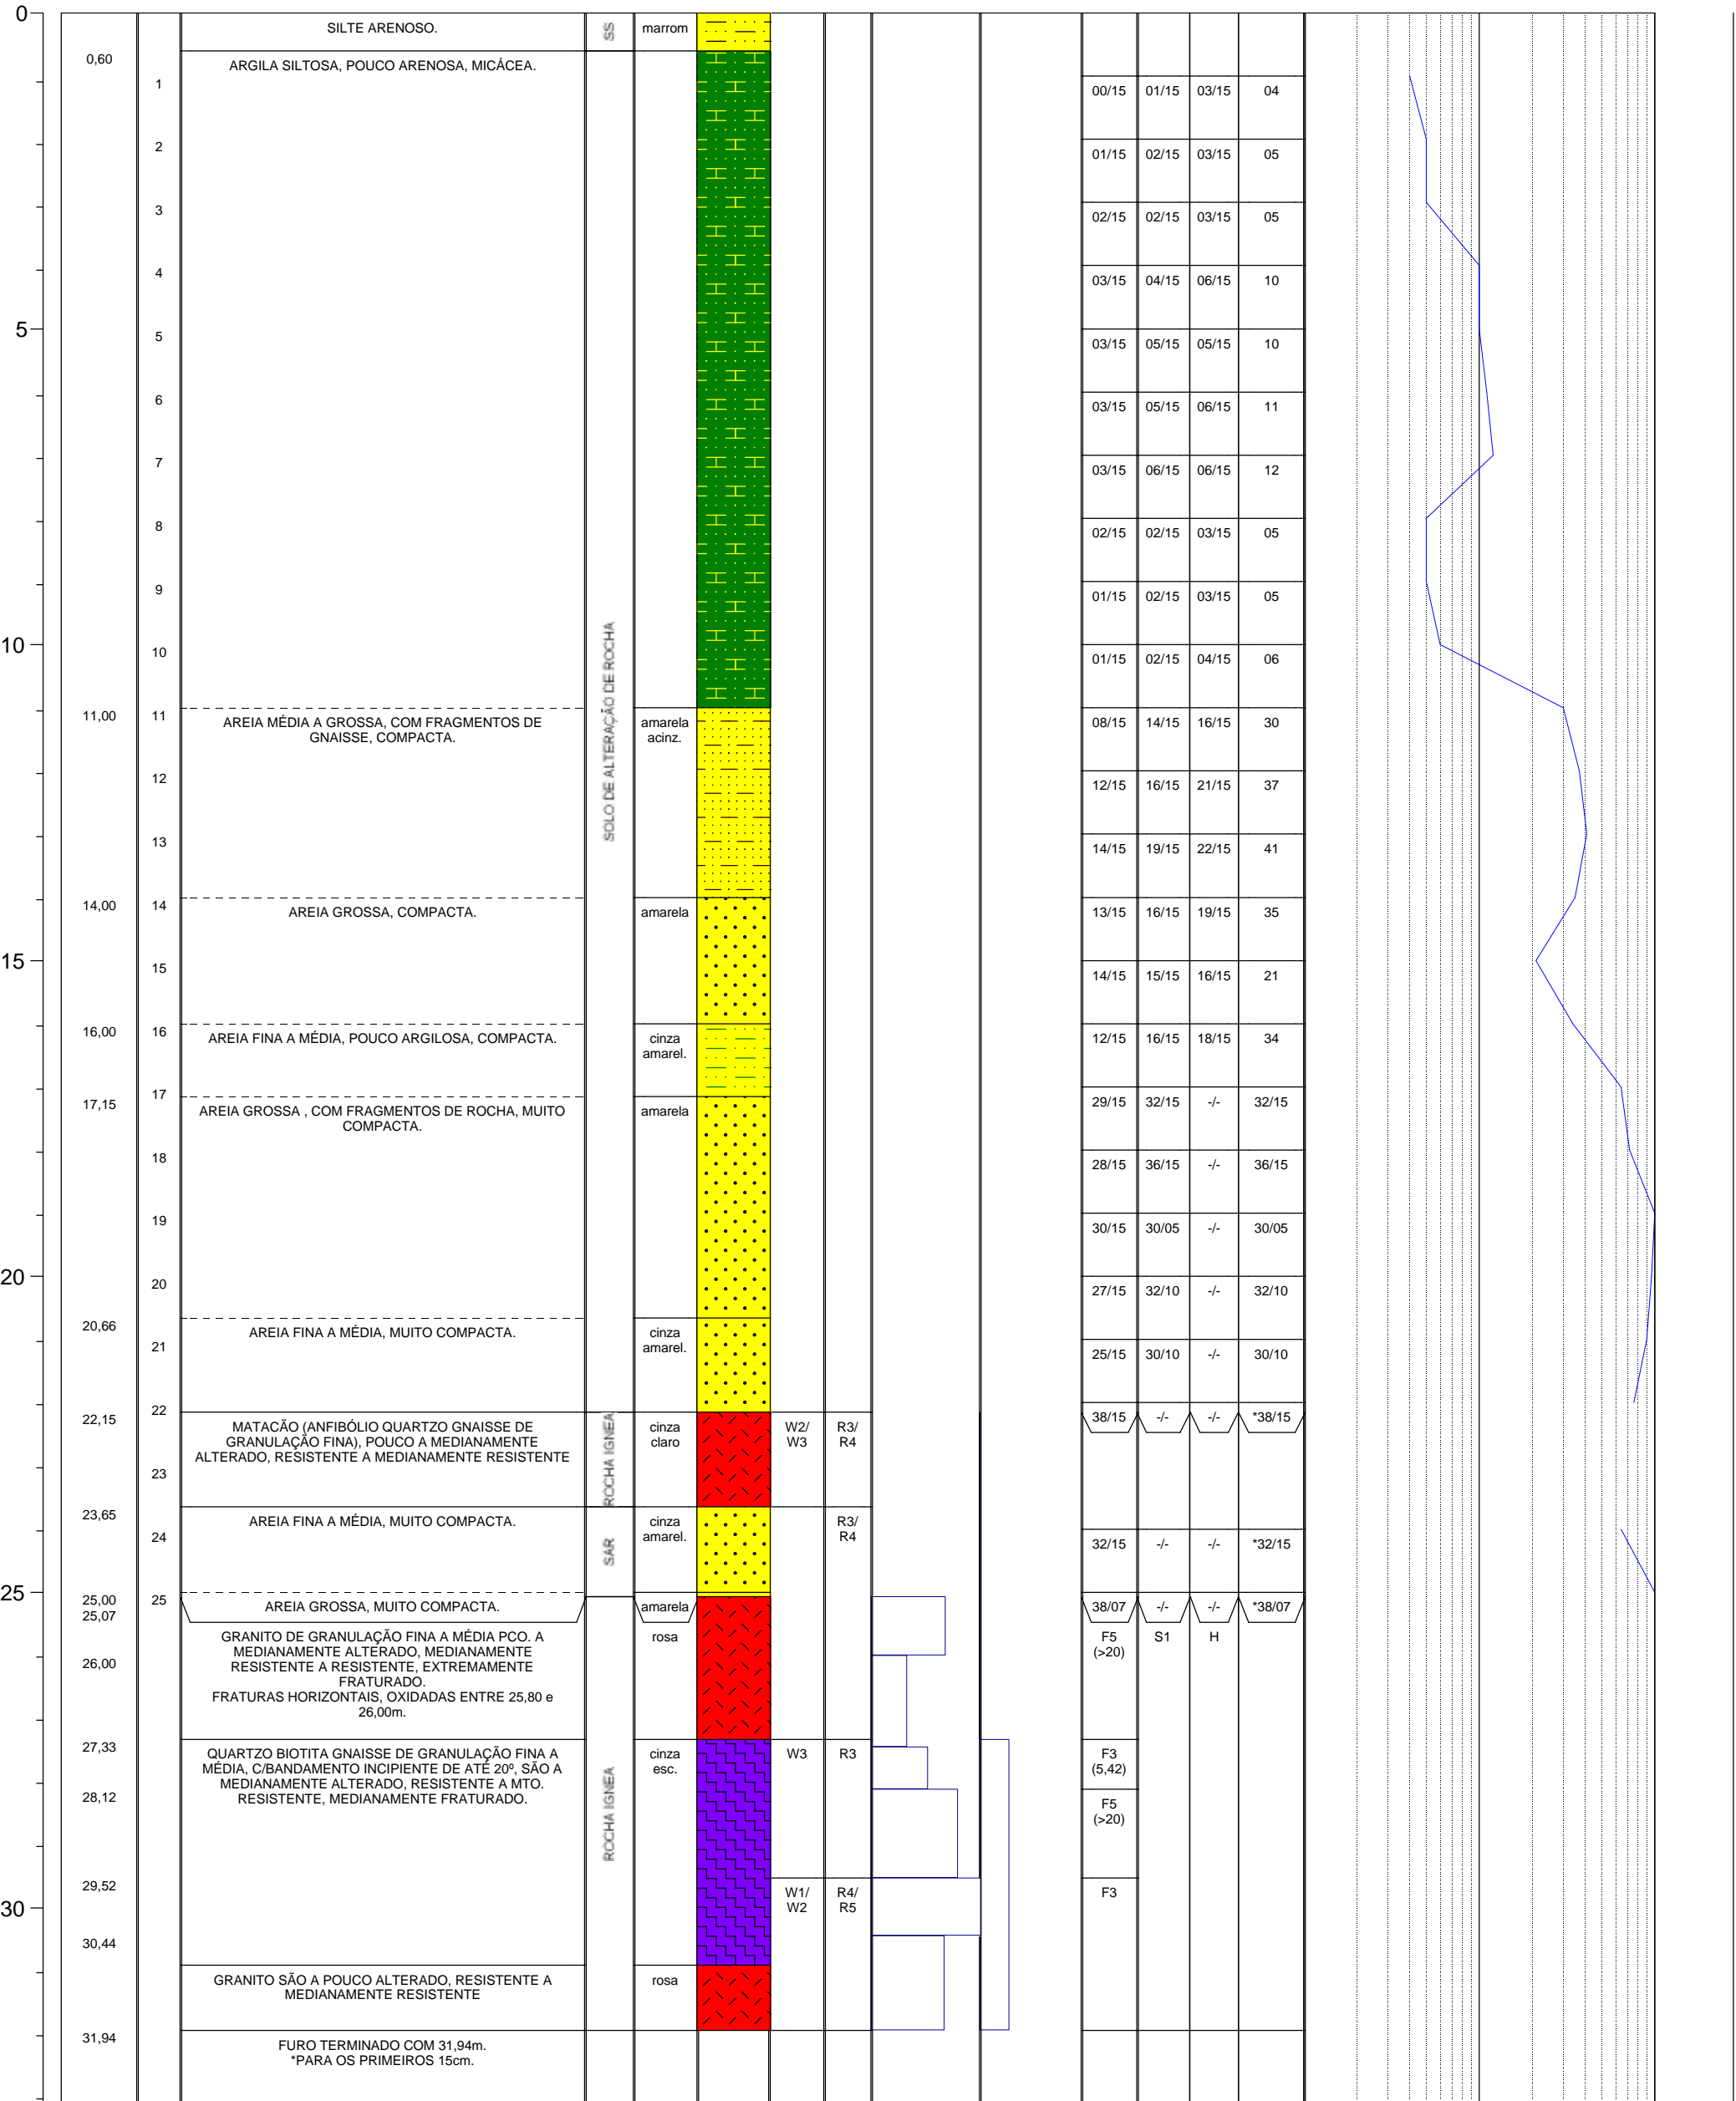 0
SILTE ARENOSO.
SS
marrom
0,60
ARGILA SILTOSA, POUCO ARENOSA, MICÁCEA.
1
00/15 01/15 03/15 04
2
01/15 02/15 03/15 05
3
02/15 02/15 03/15 05
4
03/15 04/15 06/15 10
5
5
03/15 05/15 05/15 10
6
03/15 05/15 06/15 11
7
03/15 06/15 06/15 12
8
02/15 02/15 03/15 05
9
01/15 02/15 03/15 05
10
10
01/15 02/15 04/15 06
SOLO DE ALTERAÇÃO DE ROCHA
11,00
11
AREIA MÉDIA A GROSSA, COM FRAGMENTOS DE
GNAISSE, COMPACTA.
amarela
acinz.
08/15 14/15 16/15 30
12
12/15 16/15 21/15 37
13
14/15 19/15 22/15 41
14,00
14
AREIA GROSSA, COMPACTA.
amarela
13/15 16/15 19/15 35
15
15
14/15 15/15 16/15 21
16,00
16
AREIA FINA A MÉDIA, POUCO ARGILOSA, COMPACTA.
cinza
amarel.
12/15 16/15 18/15 34
17,15
17
AREIA GROSSA , COM FRAGMENTOS DE ROCHA, MUITO
COMPACTA.
amarela
29/15 32/15 -/- 32/15
18
28/15 36/15 -/- 36/15
19
30/15 30/05 -/- 30/05
20
20
27/15 32/10 -/- 32/10
20,66
AREIA FINA A MÉDIA, MUITO COMPACTA.
cinza
amarel.
21
25/15 30/10 -/- 30/10
22,15
22
MATACÃO (ANFIBÓLIO QUARTZO GNAISSE DE
GRANULAÇÃO FINA), POUCO A MEDIANAMENTE
ALTERADO, RESISTENTE A MEDIANAMENTE RESISTENTE
ROCHA IGNEA
cinza
claro
W2/
W3
R3/
R4
38/15 -/- -/- *38/15
23
23,65
AREIA FINA A MÉDIA, MUITO COMPACTA.
SAR
cinza
amarel.
R3/
R4
24
32/15 -/- -/- *32/15
25
25,00
25,07
25
AREIA GROSSA, MUITO COMPACTA.
amarela
38/07 -/- -/- *38/07
GRANITO DE GRANULAÇÃO FINA A MÉDIA PCO. A
MEDIANAMENTE ALTERADO, MEDIANAMENTE
RESISTENTE A RESISTENTE, EXTREMAMENTE
FRATURADO.
FRATURAS HORIZONTAIS, OXIDADAS ENTRE 25,80 e
26,00m.
rosa
F5
(>20)
S1
H
26,00
27,33
QUARTZO BIOTITA GNAISSE DE GRANULAÇÃO FINA A
MÉDIA, C/BANDAMENTO INCIPIENTE DE ATÉ 20º, SÃO A
MEDIANAMENTE ALTERADO, RESISTENTE A MTO.
RESISTENTE, MEDIANAMENTE FRATURADO.
ROCHA IGNEA
cinza
esc.
W3
R3
F3
(5,42)
28,12
F5
(>20)
29,52
W1/
W2
R4/
R5
F3
30
30,44
GRANITO SÃO A POUCO ALTERADO, RESISTENTE A
MEDIANAMENTE RESISTENTE
rosa
31,94
FURO TERMINADO COM 31,94m.
*PARA OS PRIMEIROS 15cm.